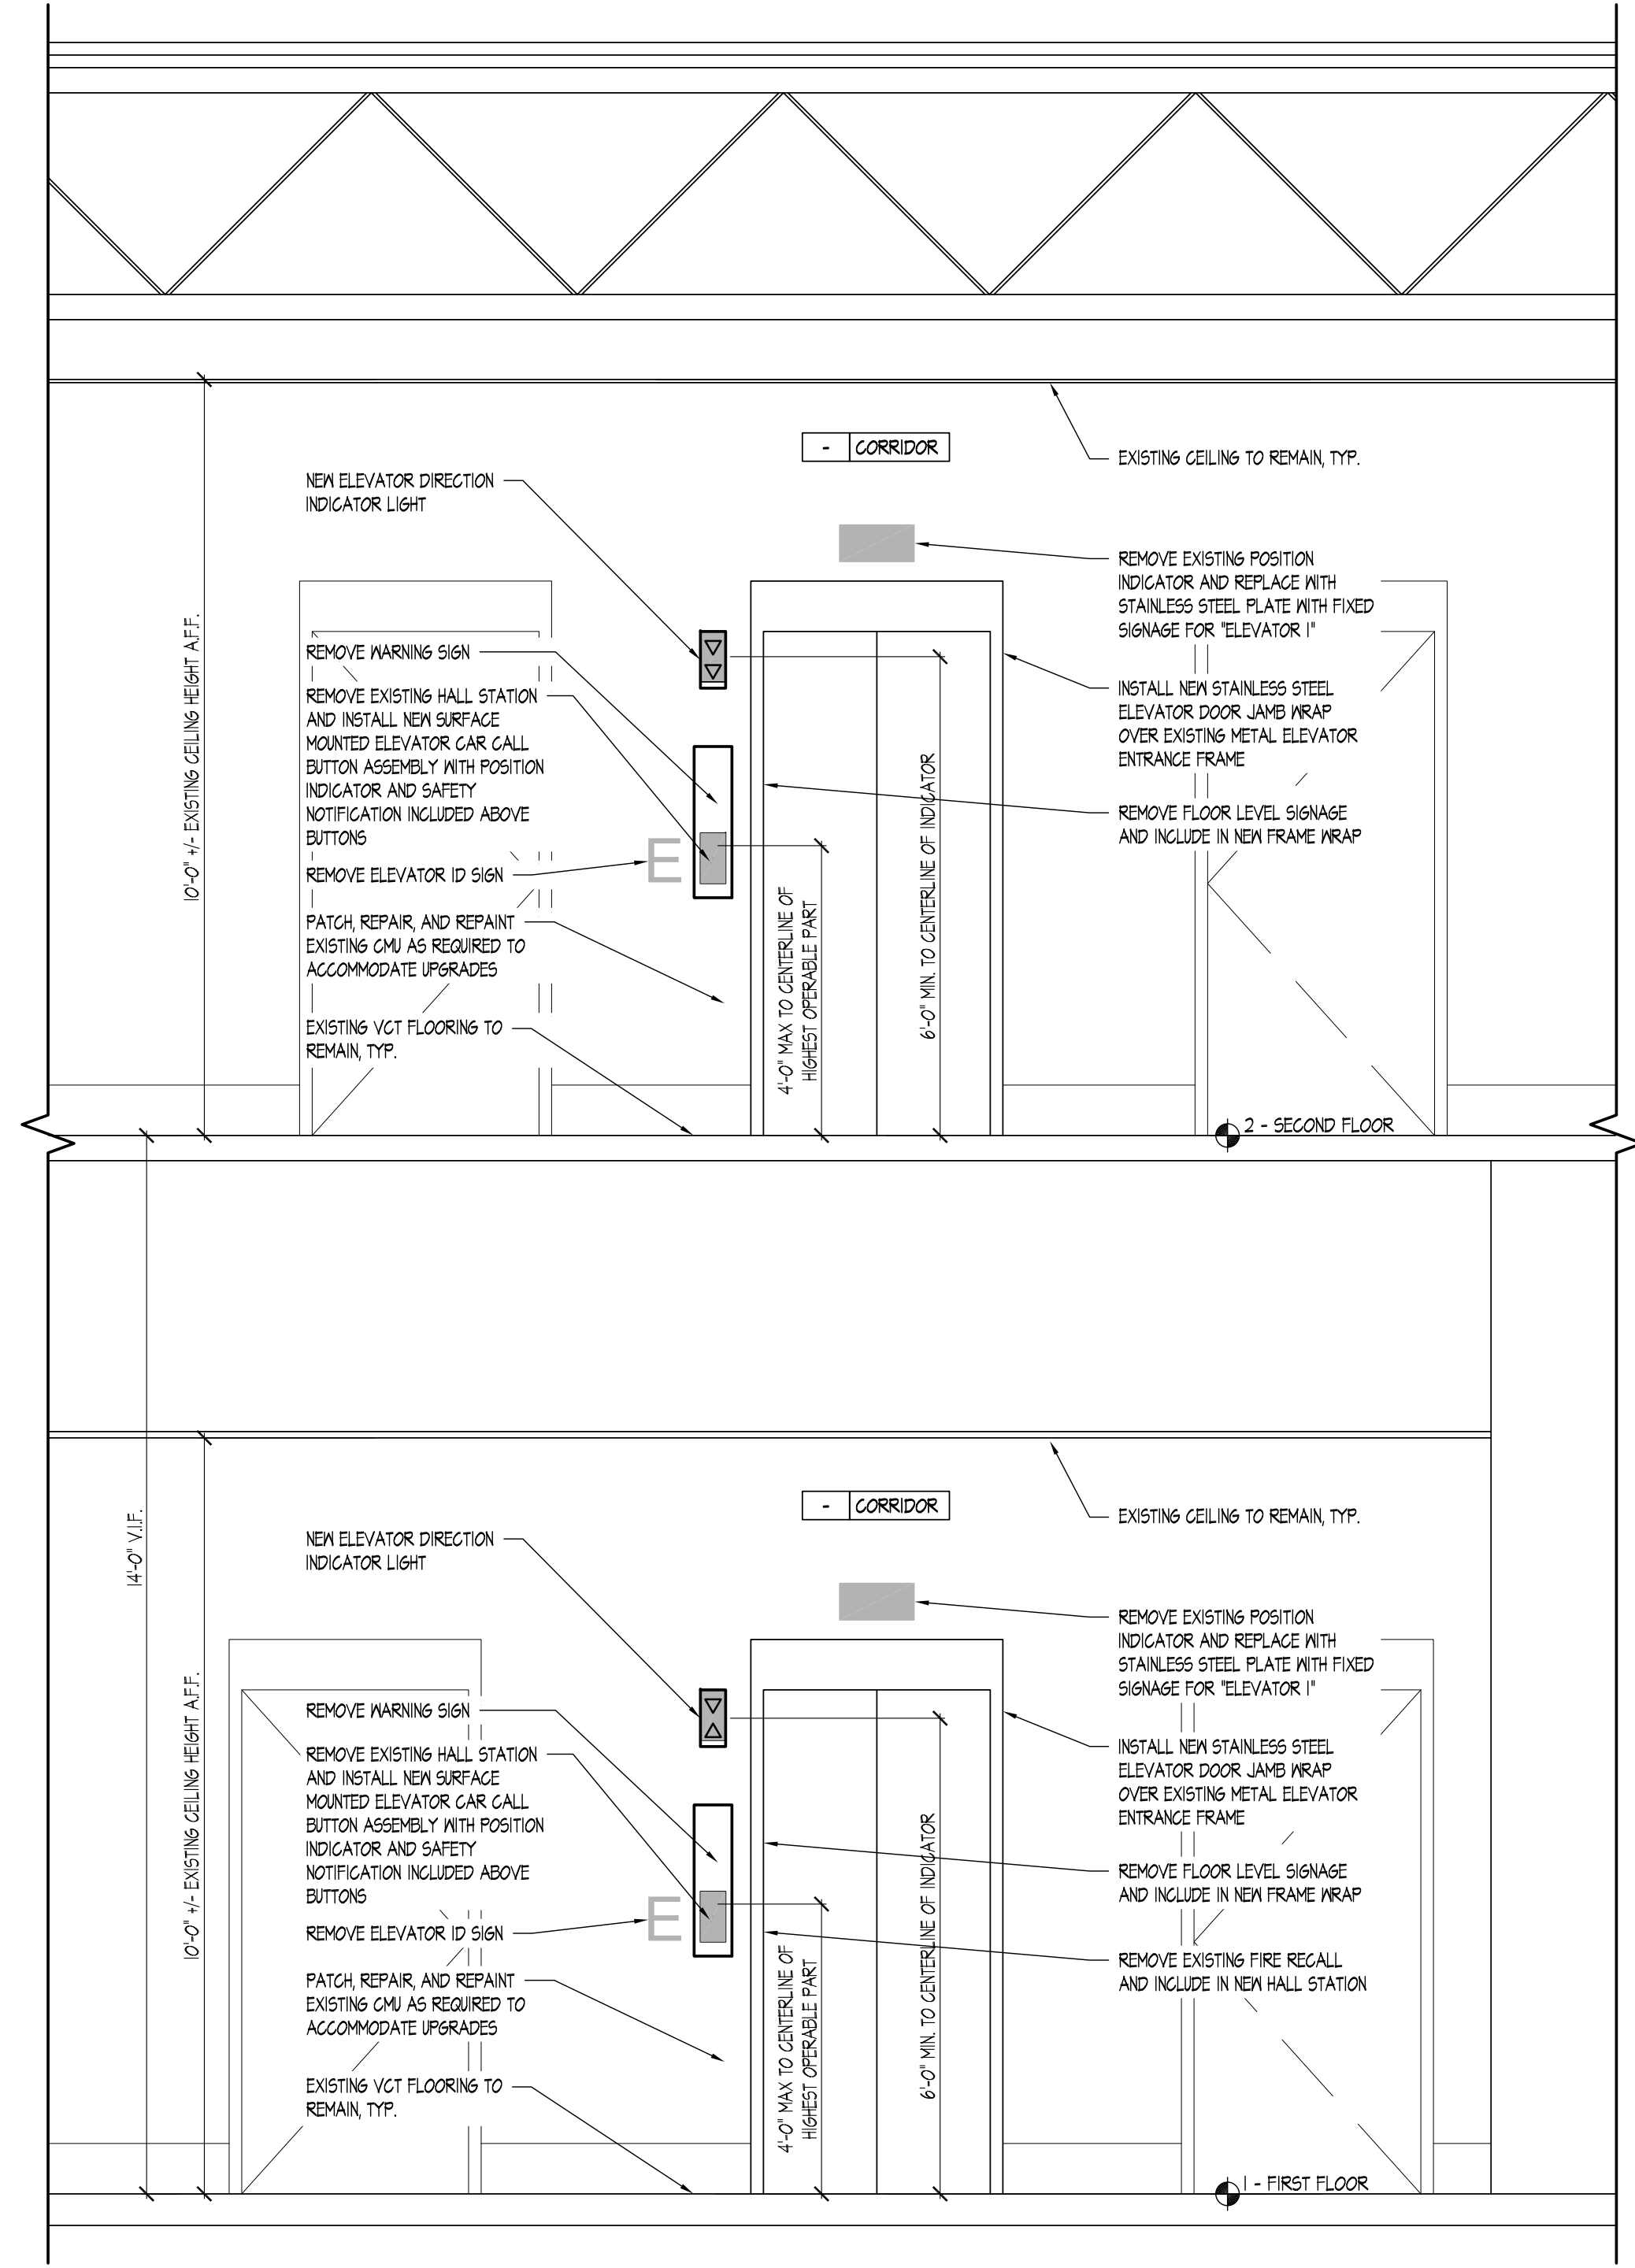 - CORRIDOR
EXISTING CEILING TO REMAIN, TYP.
NEW ELEVATOR DIRECTION
INDICATOR LIGHT
REMOVE EXISTING POSITION
INDICATOR AND REPLACE WITH
STAINLESS STEEL PLATE WITH FIXED
SIGNAGE FOR "ELEVATOR 1"
10'-0" +/- EXISTING CEILING HEIGHT A.F.F.
REMOVE WARNING SIGN
REMOVE EXISTING HALL STATION
AND INSTALL NEW SURFACE
MOUNTED ELEVATOR CAR CALL
BUTTON ASSEMBLY WITH POSITION
INDICATOR AND SAFETY
NOTIFICATION INCLUDED ABOVE
BUTTONS
INSTALL NEW STAINLESS STEEL
ELEVATOR DOOR JAMB WRAP
OVER EXISTING METAL ELEVATOR
ENTRANCE FRAME
REMOVE FLOOR LEVEL SIGNAGE
AND INCLUDE IN NEW FRAME WRAP
E
REMOVE ELEVATOR ID SIGN
PATCH, REPAIR, AND REPAINT
EXISTING CMU AS REQUIRED TO
ACCOMMODATE UPGRADES
4'-0" MAX TO CENTERLINE OF
HIGHEST OPERABLE PART
6'-0" MIN. TO CENTERLINE OF INDICATOR
EXISTING VCT FLOORING TO
REMAIN, TYP.
2 - SECOND FLOOR
14'-0" V.I.F.
- CORRIDOR
EXISTING CEILING TO REMAIN, TYP.
NEW ELEVATOR DIRECTION
INDICATOR LIGHT
REMOVE EXISTING POSITION
INDICATOR AND REPLACE WITH
STAINLESS STEEL PLATE WITH FIXED
SIGNAGE FOR "ELEVATOR 1"
10'-0" +/- EXISTING CEILING HEIGHT A.F.F.
REMOVE WARNING SIGN
REMOVE EXISTING HALL STATION
AND INSTALL NEW SURFACE
MOUNTED ELEVATOR CAR CALL
BUTTON ASSEMBLY WITH POSITION
INDICATOR AND SAFETY
NOTIFICATION INCLUDED ABOVE
BUTTONS
INSTALL NEW STAINLESS STEEL
ELEVATOR DOOR JAMB WRAP
OVER EXISTING METAL ELEVATOR
ENTRANCE FRAME
REMOVE FLOOR LEVEL SIGNAGE
AND INCLUDE IN NEW FRAME WRAP
E
REMOVE ELEVATOR ID SIGN
REMOVE EXISTING FIRE RECALL
AND INCLUDE IN NEW HALL STATION
PATCH, REPAIR, AND REPAINT
EXISTING CMU AS REQUIRED TO
ACCOMMODATE UPGRADES
4'-0" MAX TO CENTERLINE OF
HIGHEST OPERABLE PART
6'-0" MIN. TO CENTERLINE OF INDICATOR
EXISTING VCT FLOORING TO
REMAIN, TYP.
1 - FIRST FLOOR